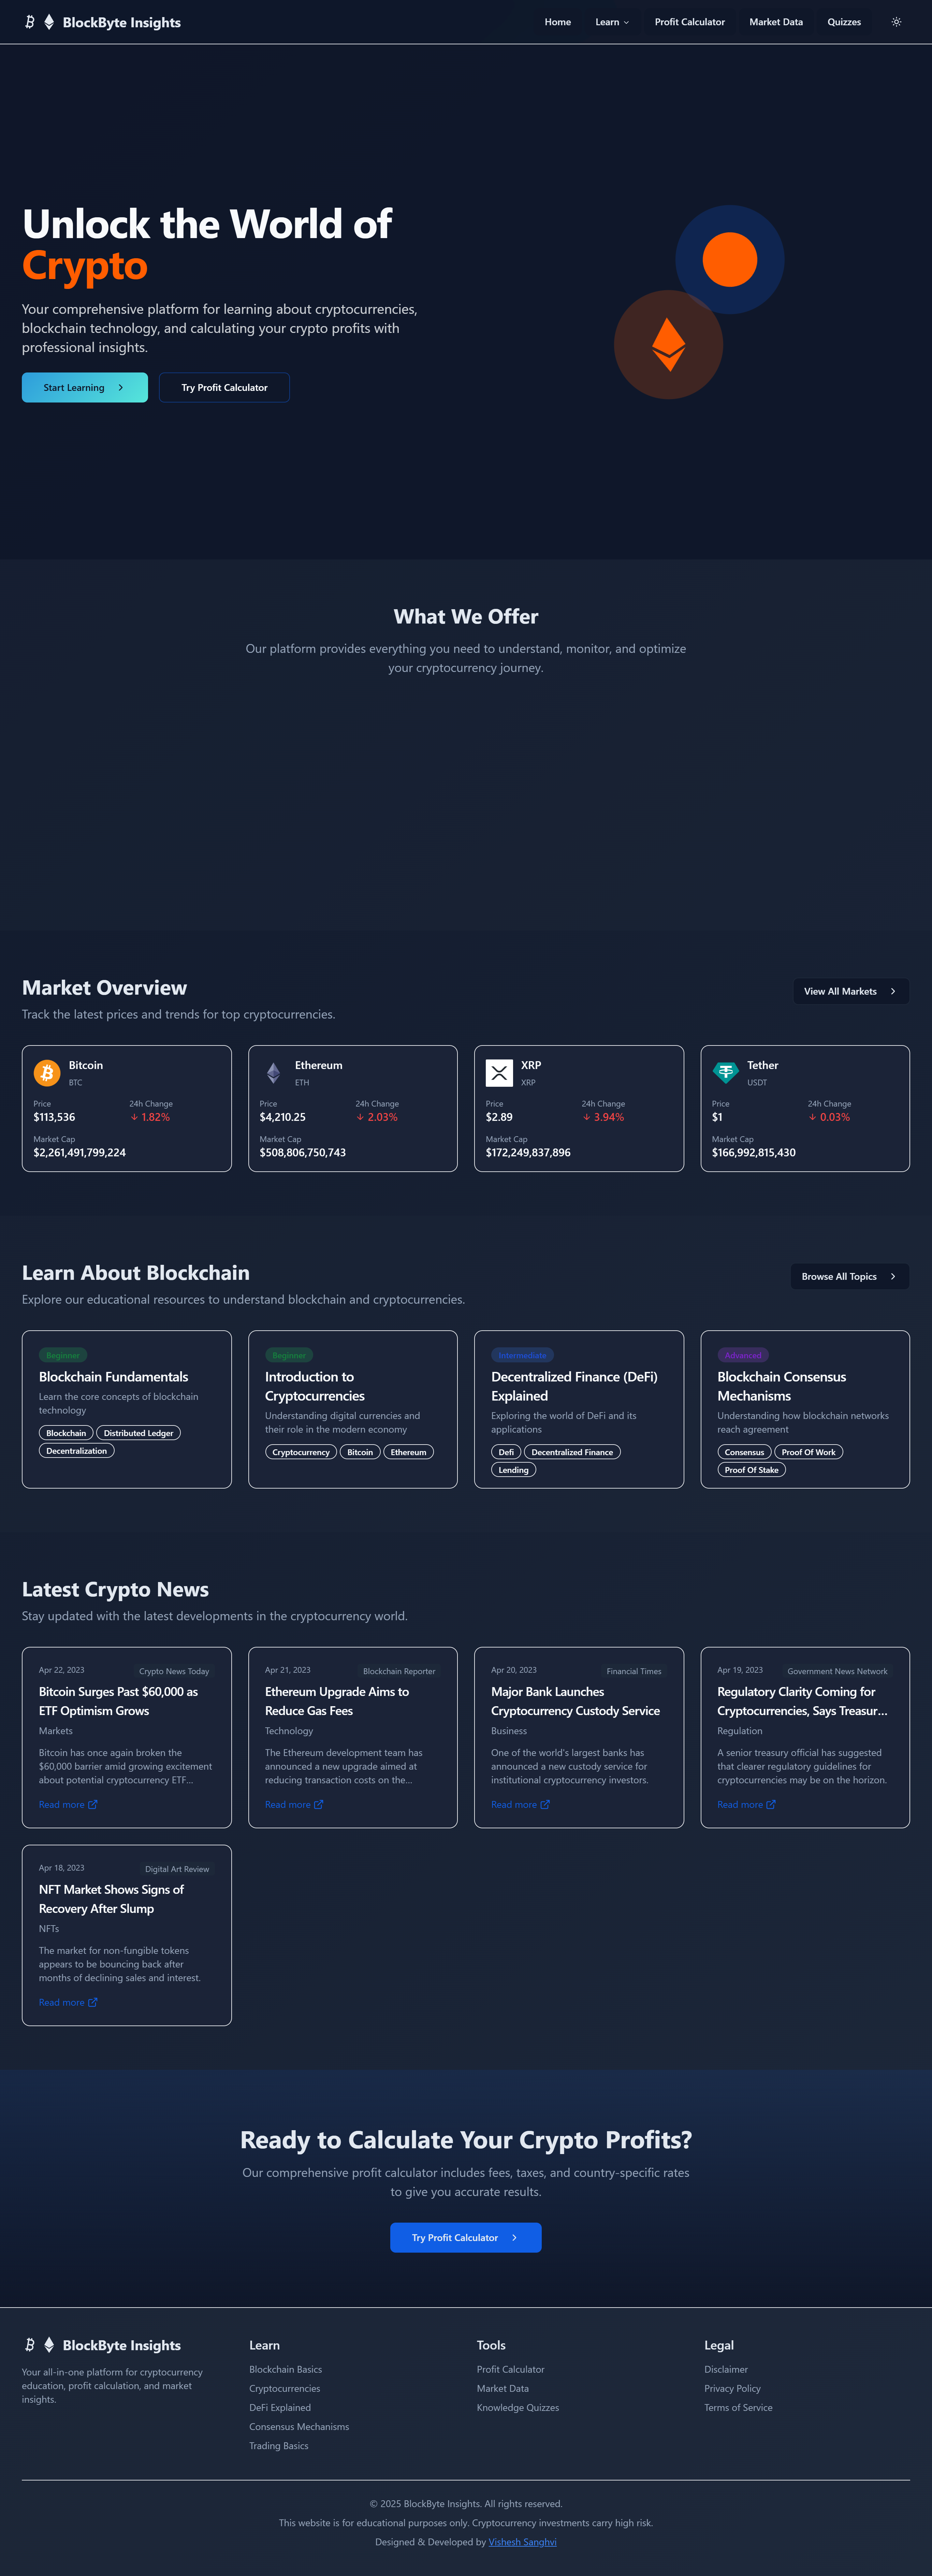 BlockByte Insights
Home Learn Profit Calculator Market Data Quizzes
Unlock the World of
Crypto
Your comprehensive platform for learning about cryptocurrencies,
blockchain technology, and calculating your crypto profits with
professional insights.
Start Learning Try Profit Calculator
What We Offer
Our platform provides everything you need to understand, monitor, and optimize
your cryptocurrency journey.
Market Overview
Track the latest prices and trends for top cryptocurrencies.
View All Markets
Bitcoin
BTC
Price 24h Change
$113,536 ↓ 1.82%
Market Cap
$2,261,491,799,224
Ethereum
ETH
Price 24h Change
$4,210.25 ↓ 2.03%
Market Cap
$508,806,750,743
XRP
XRP
Price 24h Change
$2.89 ↓ 3.94%
Market Cap
$172,249,837,896
Tether
USDT
Price 24h Change
$1 ↓ 0.03%
Market Cap
$166,992,815,430
Learn About Blockchain
Explore our educational resources to understand blockchain and cryptocurrencies.
Browse All Topics
Beginner
Blockchain Fundamentals
Learn the core concepts of blockchain
technology
Blockchain Distributed Ledger
Decentralization
Beginner
Introduction to
Cryptocurrencies
Understanding digital currencies and
their role in the modern economy
Cryptocurrency Bitcoin Ethereum
Intermediate
Decentralized Finance (DeFi)
Explained
Exploring the world of DeFi and its
applications
Defi Decentralized Finance
Lending
Advanced
Blockchain Consensus
Mechanisms
Understanding how blockchain networks
reach agreement
Consensus Proof Of Work
Proof Of Stake
Latest Crypto News
Stay updated with the latest developments in the cryptocurrency world.
Apr 22, 2023 Crypto News Today
Bitcoin Surges Past $60,000 as
ETF Optimism Grows
Markets
Bitcoin has once again broken the
$60,000 barrier amid growing excitement
about potential cryptocurrency ETF...
Read more
Apr 21, 2023 Blockchain Reporter
Ethereum Upgrade Aims to
Reduce Gas Fees
Technology
The Ethereum development team has
announced a new upgrade aimed at
reducing transaction costs on the...
Read more
Apr 20, 2023 Financial Times
Major Bank Launches
Cryptocurrency Custody Service
Business
One of the world's largest banks has
announced a new custody service for
institutional cryptocurrency investors.
Read more
Apr 19, 2023 Government News Network
Regulatory Clarity Coming for
Cryptocurrencies, Says Treasur...
Regulation
A senior treasury official has suggested
that clearer regulatory guidelines for
cryptocurrencies may be on the horizon.
Read more
Apr 18, 2023 Digital Art Review
NFT Market Shows Signs of
Recovery After Slump
NFTs
The market for non-fungible tokens
appears to be bouncing back after
months of declining sales and interest.
Read more
Ready to Calculate Your Crypto Profits?
Our comprehensive profit calculator includes fees, taxes, and country-specific rates
to give you accurate results.
Try Profit Calculator
BlockByte Insights
Your all-in-one platform for cryptocurrency
education, profit calculation, and market
insights.
Learn
Blockchain Basics
Cryptocurrencies
DeFi Explained
Consensus Mechanisms
Trading Basics
Tools
Profit Calculator
Market Data
Knowledge Quizzes
Legal
Disclaimer
Privacy Policy
Terms of Service
© 2025 BlockByte Insights. All rights reserved.
This website is for educational purposes only. Cryptocurrency investments carry high risk.
Designed & Developed by Vishesh Sanghvi